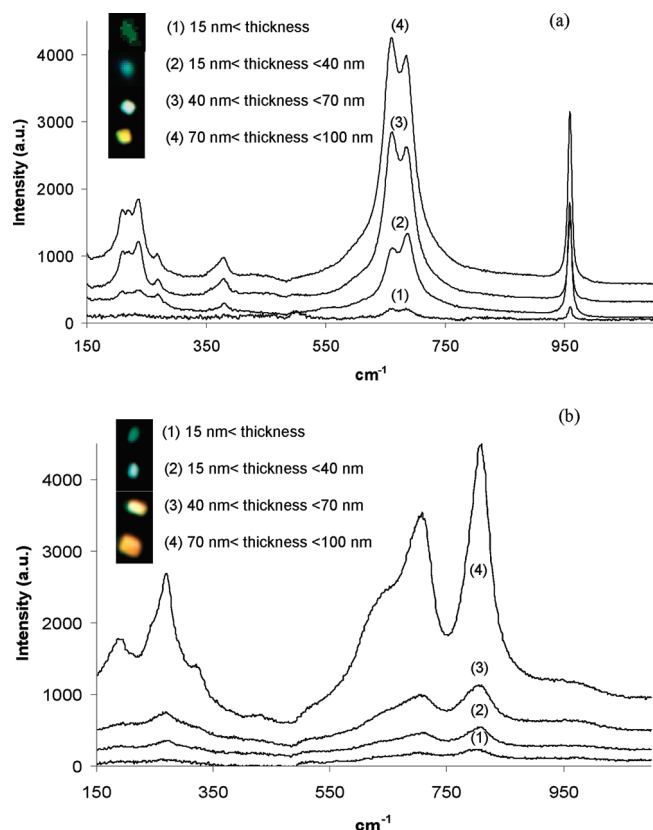 (a)
(1) 15 nm< thickness
(2) 15 nm< thickness <40 nm
(3) 40 nm< thickness <70 nm
(4) 70 nm< thickness <100 nm
(4)
(3)
(2)
(1)
4000
3000
2000
1000
0
Intensity (a.u.)
150 350 550 750 950
cm-1
(b)
(1) 15 nm< thickness
(2) 15 nm< thickness <40 nm
(3) 40 nm< thickness <70 nm
(4) 70 nm< thickness <100 nm
(4)
(3)
(2)
(1)
4000
3000
2000
1000
0
Intensity (a.u.)
150 350 550 750 950
cm-1